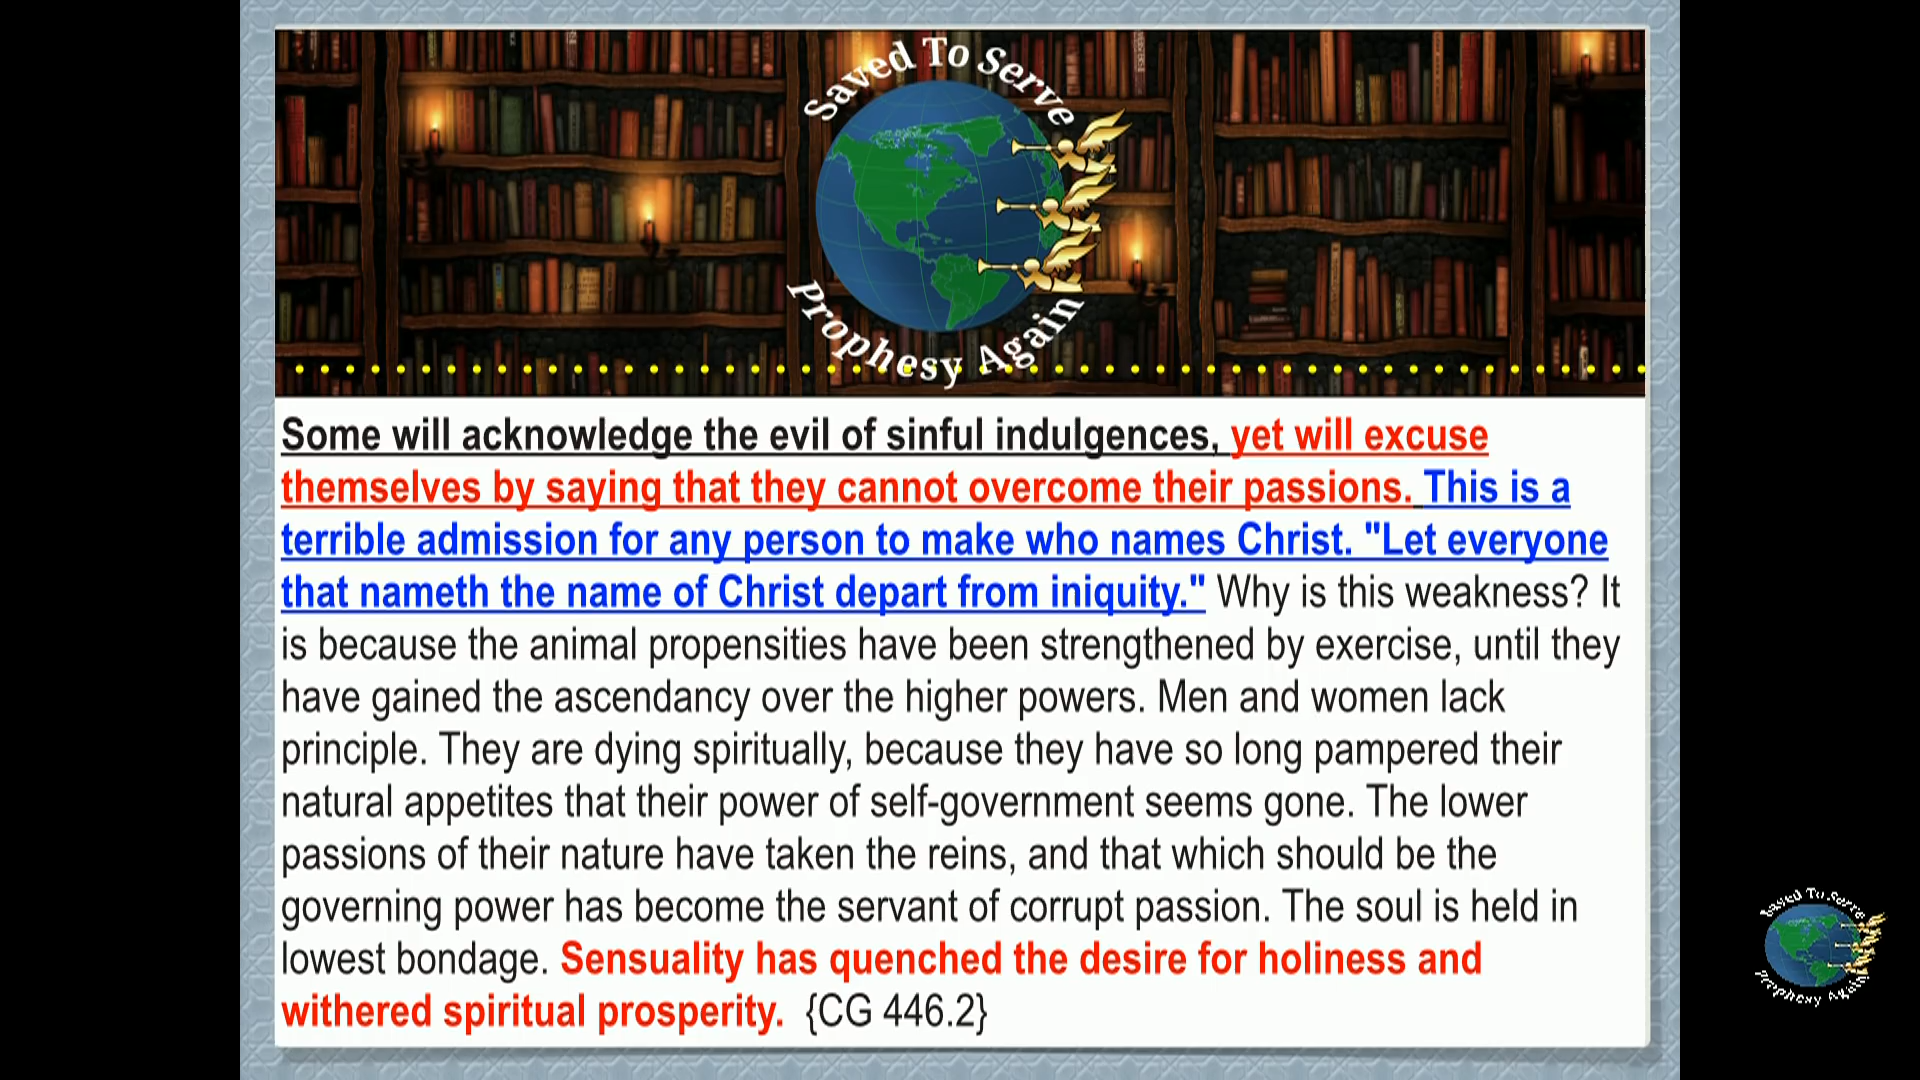 Saved To Serve
Prophesy Again
Some will acknowledge the evil of sinful indulgences, yet will excuse
themselves by saying that they cannot overcome their passions. This is a
terrible admission for any person to make who names Christ. "Let everyone
that nameth the name of Christ depart from iniquity." Why is this weakness? It
is because the animal propensities have been strengthened by exercise, until they
have gained the ascendancy over the higher powers. Men and women lack
principle. They are dying spiritually, because they have so long pampered their
natural appetites that their power of self-government seems gone. The lower
passions of their nature have taken the reins, and that which should be the
governing power has become the servant of corrupt passion. The soul is held in
lowest bondage. Sensuality has quenched the desire for holiness and
withered spiritual prosperity. {CG 446.2}
Saved To Serve
Prophesy Again